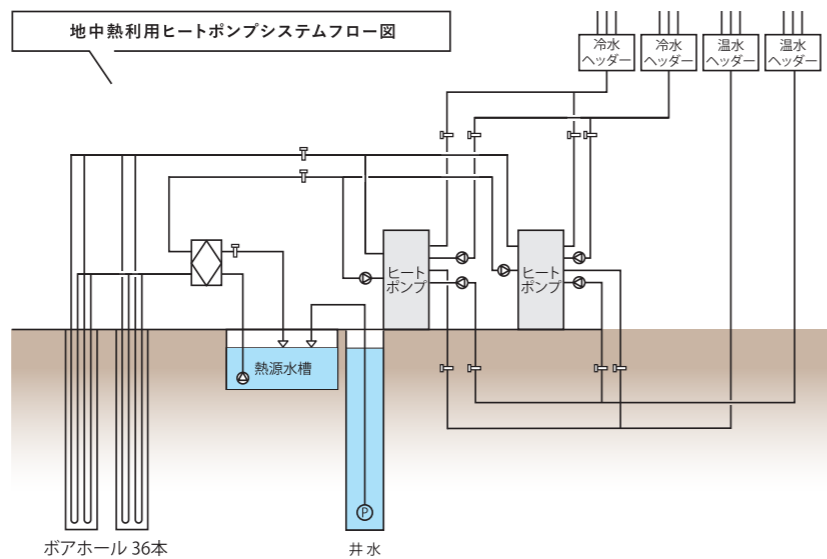 地中熱利用ヒートポンプシステムフロー図
冷水
ヘッダー
冷水
ヘッダー
温水
ヘッダー
温水
ヘッダー
ヒート
ポンプ
ヒート
ポンプ
熱源水槽
P
ボアホール 36本
井水